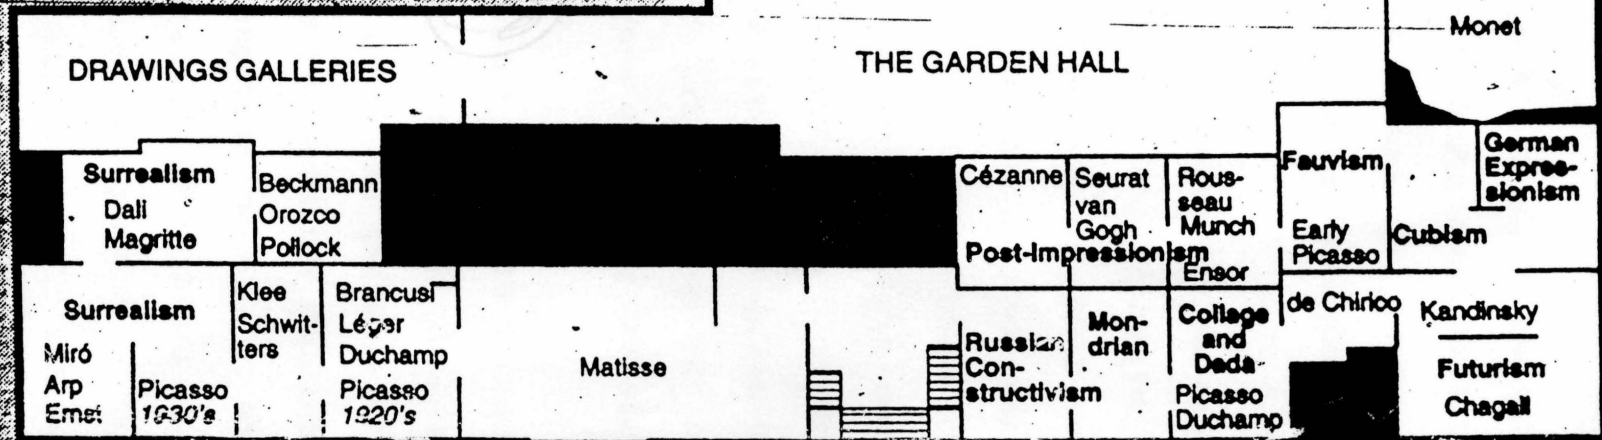 Monet
DRAWINGS GALLERIES
THE GARDEN HALL
Surrealism
Dali
Magritte
Beckmann
Orozco
Pollock
Cézanne
Seurat
van
Gogh
Rous-
seau
Munch
Post-Impressionism
Ensor
Fauvism
Early
Picasso
Cubism
German
Expres-
sionism
Surrealism
Miró
Arp
Ernst
Picasso
1930's
Klee
Schwit-
ters
Brancusi
Léger
Duchamp
Picasso
1920's
Matisse
Russian
Con-
structivism
Mon-
drian
Collage
and
Dada
Picasso
Duchamp
de Chirico
Kandinsky
Futurism
Chagall